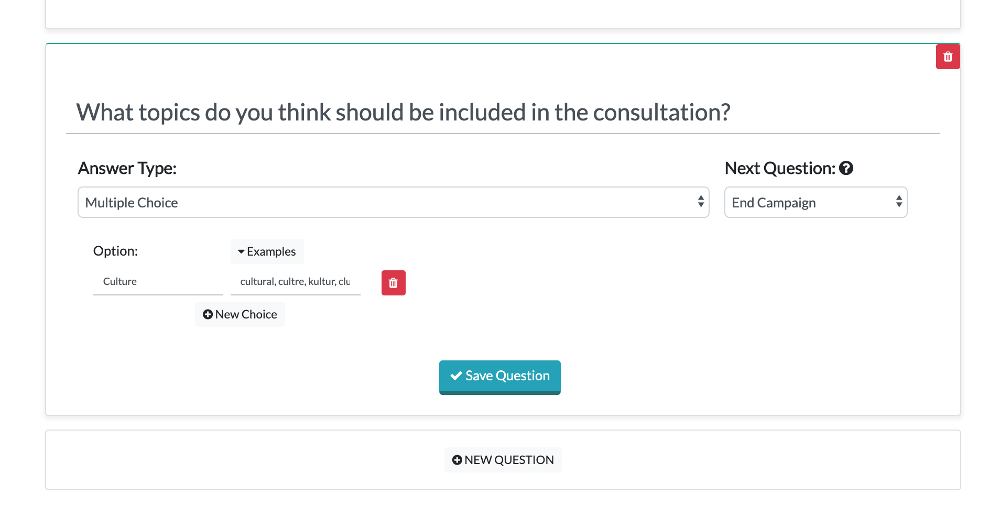 What topics do you think should be included in the consultation?
Answer Type:
Next Question:
Multiple Choice
End Campaign
Option:
Examples
Culture
cultural, cultre, kultur, clu
New Choice
Save Question
NEW QUESTION